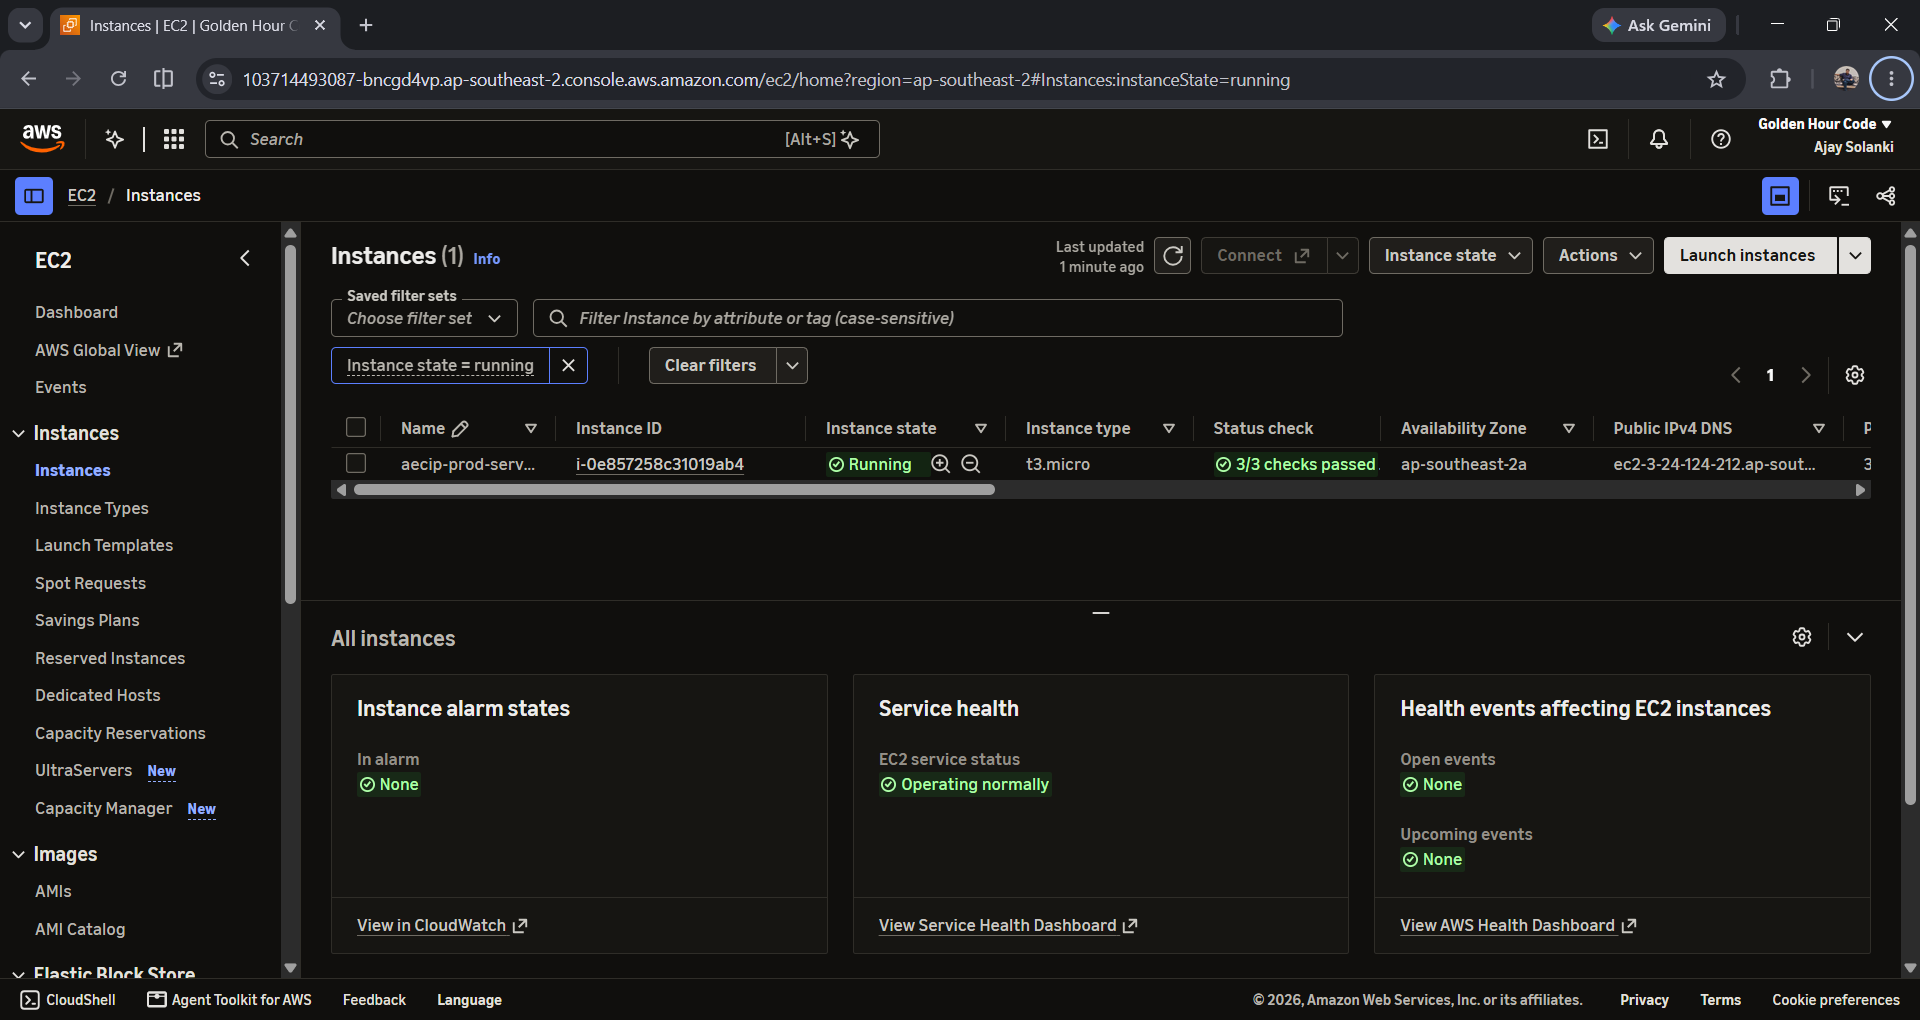 Instances | EC2 | Golden Hour C
Ask Gemini
103714493087-bncgd4vp.ap-southeast-2.console.aws.amazon.com/ec2/home?region=ap-southeast-2#Instances:instanceState=running
aws
Search
[Alt+S]
Golden Hour Code
Ajay Solanki
EC2 / Instances
EC2
Dashboard
AWS Global View
Events
Instances
Instances
Instance Types
Launch Templates
Spot Requests
Savings Plans
Reserved Instances
Dedicated Hosts
Capacity Reservations
UltraServers New
Capacity Manager New
Images
AMIs
AMI Catalog
Elastic Block Store
Instances (1) Info
Last updated
1 minute ago
Connect
Instance state
Actions
Launch instances
Saved filter sets
Choose filter set
Filter Instance by attribute or tag (case-sensitive)
Instance state = running
Clear filters
1
Name Instance ID Instance state Instance type Status check Availability Zone Public IPv4 DNS P
aecip-prod-serv... i-0e857258c31019ab4 Running t3.micro 3/3 checks passed ap-southeast-2a ec2-3-24-124-212.ap-sout... 3
All instances
Instance alarm states
In alarm
None
View in CloudWatch
Service health
EC2 service status
Operating normally
View Service Health Dashboard
Health events affecting EC2 instances
Open events
None
Upcoming events
None
View AWS Health Dashboard
CloudShell
Agent Toolkit for AWS
Feedback
Language
© 2026, Amazon Web Services, Inc. or its affiliates.
Privacy
Terms
Cookie preferences